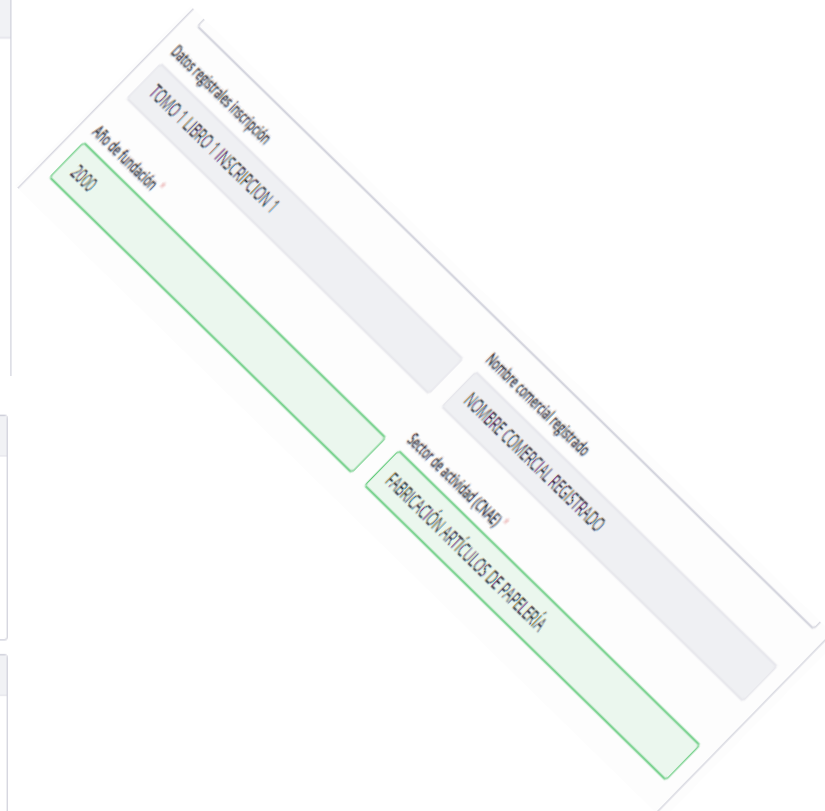 Datos registrales inscripción
TOMO 1 LIBRO 1 INSCRIPCION 1
Nombre comercial registrado
NOMBRE COMERCIAL REGISTRADO
Año de fundación *
2000
Sector de actividad (CNAE) *
FABRICACIÓN ARTÍCULOS DE PAPELERÍA